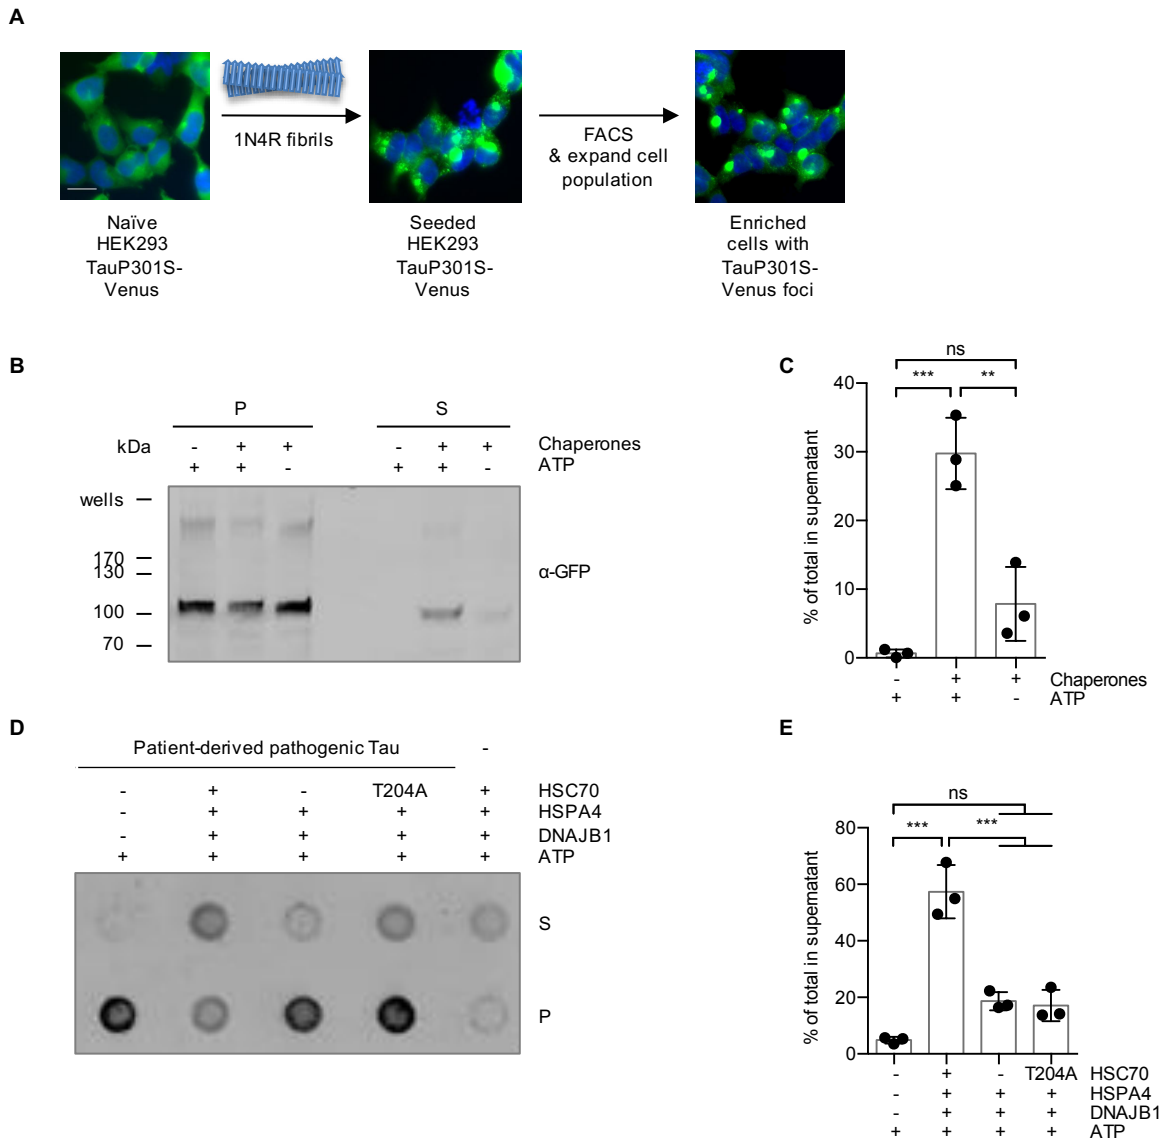 A
1N4R fibrils
FACS
& expand cell
population
Naïve
HEK293
TauP301S-
Venus
Seeded
HEK293
TauP301S-
Venus
Enriched
cells with
TauP301S-
Venus foci
B
P
S
kDa
- + +
- + +
Chaperones
+ + -
+ + -
ATP
wells
170
130
100
70
α-GFP
C
ns
*** **
% of total in supernatant
40
30
20
10
0
- + +
Chaperones
+ + -
ATP
D
Patient-derived pathogenic Tau
-
- + - T204A +
HSC70
- + + + +
HSPA4
- + + + +
DNAJB1
+ + + + +
ATP
S
P
E
ns
*** ***
% of total in supernatant
80
60
40
20
0
- + - T204A
HSC70
- + + +
HSPA4
- + + +
DNAJB1
+ + + +
ATP